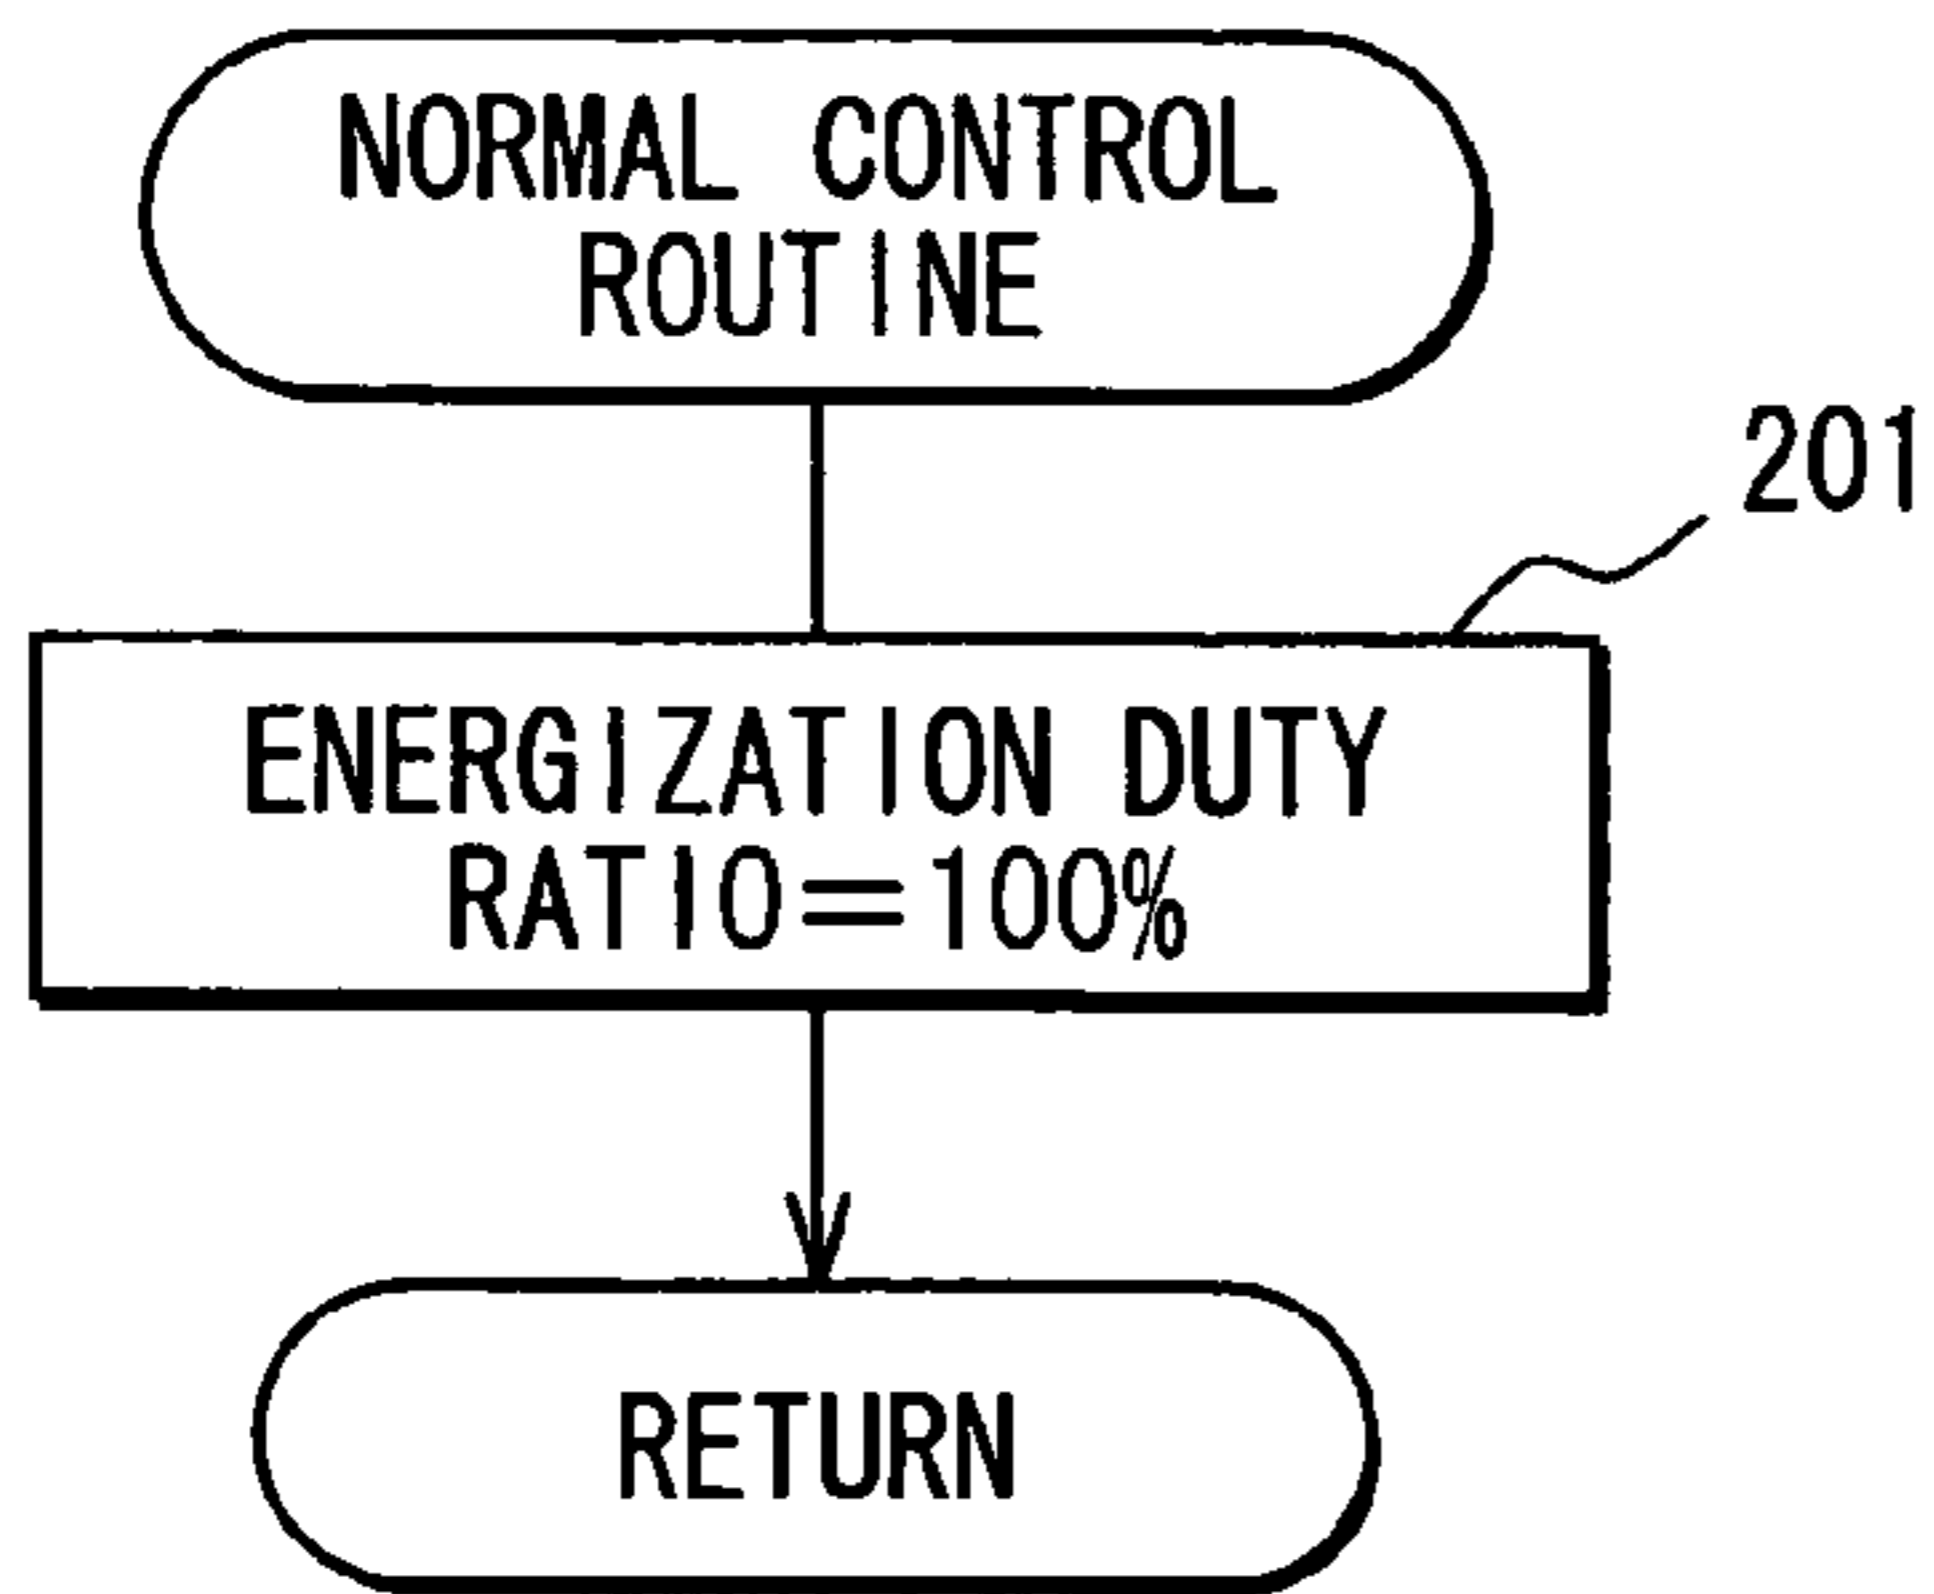 NORMAL CONTROL
ROUTINE
201
ENERGIZATION DUTY
RATIO=100%
RETURN